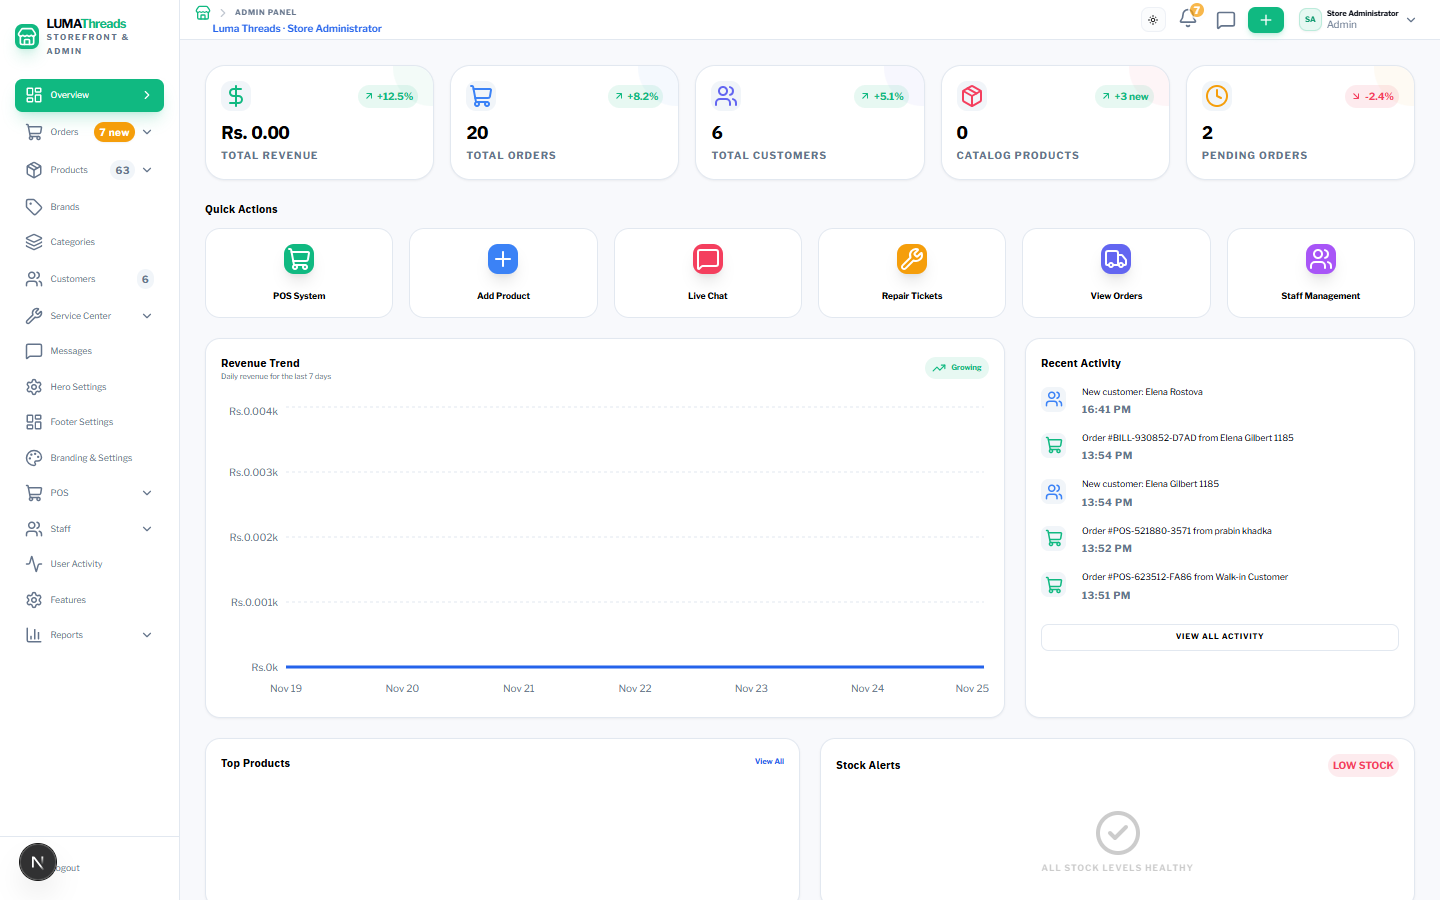 LUMAThreads
STOREFRONT &
ADMIN
Overview
Orders
7 new
Products
63
Brands
Categories
Customers
6
Service Center
Messages
Hero Settings
Footer Settings
Branding & Settings
POS
Staff
User Activity
Features
Reports
N
ogout
ADMIN PANEL
Luma Threads · Store Administrator
7
SA
Store Administrator
Admin
+12.5%
Rs. 0.00
TOTAL REVENUE
+8.2%
20
TOTAL ORDERS
+5.1%
6
TOTAL CUSTOMERS
+3 new
0
CATALOG PRODUCTS
-2.4%
2
PENDING ORDERS
Quick Actions
POS System
Add Product
Live Chat
Repair Tickets
View Orders
Staff Management
Revenue Trend
Daily revenue for the last 7 days
Growing
Rs.0.004k
Rs.0.003k
Rs.0.002k
Rs.0.001k
Rs.0k
Nov 19
Nov 20
Nov 21
Nov 22
Nov 23
Nov 24
Nov 25
Recent Activity
New customer: Elena Rostova
16:41 PM
Order #BILL-930852-D7AD from Elena Gilbert 1185
13:54 PM
New customer: Elena Gilbert 1185
13:54 PM
Order #POS-521880-3571 from prabin khadka
13:52 PM
Order #POS-623512-FA86 from Walk-in Customer
13:51 PM
VIEW ALL ACTIVITY
Top Products
View All
Stock Alerts
LOW STOCK
ALL STOCK LEVELS HEALTHY